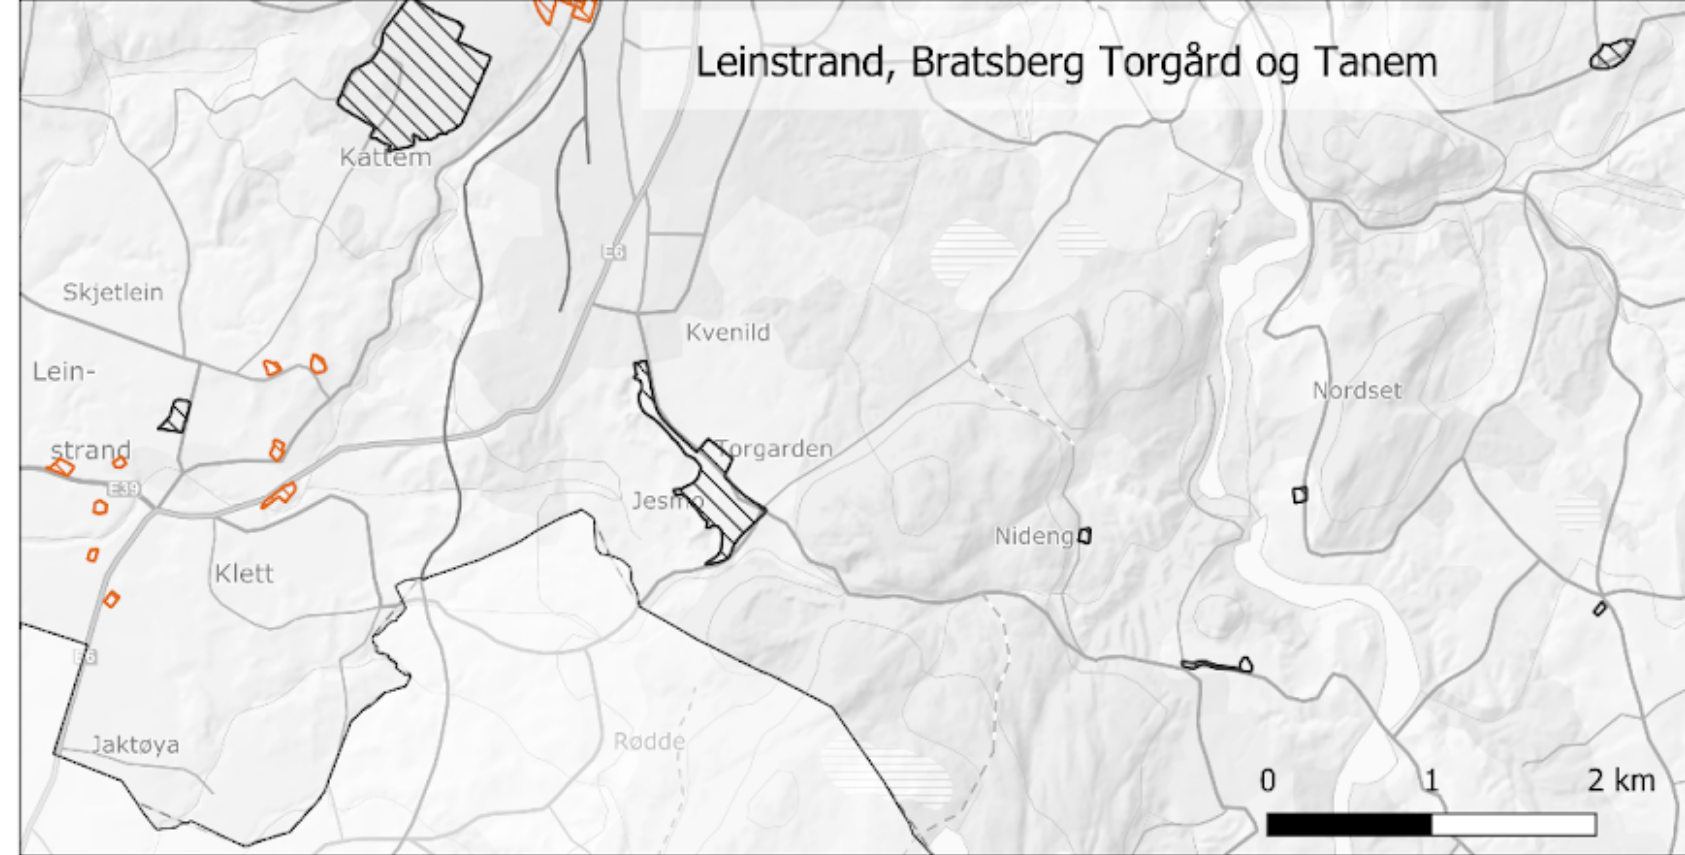 Leinstrand, Bratsberg Torgård og Tanem
Kattem
E6
Skjetlein
Kvenild
Lein-
strand
Nordset
Torgarden
E39
Jesmo
Nideng
Klett
E6
Jaktøya
Rødde
0 1 2 km